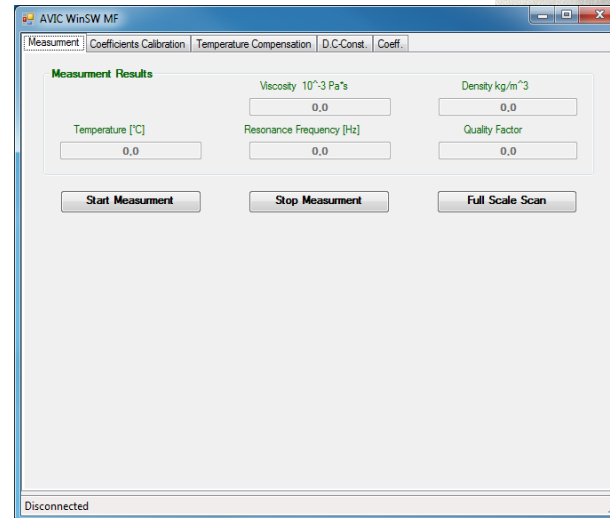 AVIC WinSW MF
Measurment Coefficients Calibration Temperature Compensation D.C-Const. Coeff.
Measurment Results
Viscosity 10^-3 Pa*s Density kg/m^3
0,0 0,0
Temperature [°C] Resonance Frequency [Hz] Quality Factor
0,0 0,0 0,0
Start Measurment Stop Measurment Full Scale Scan
Disconnected